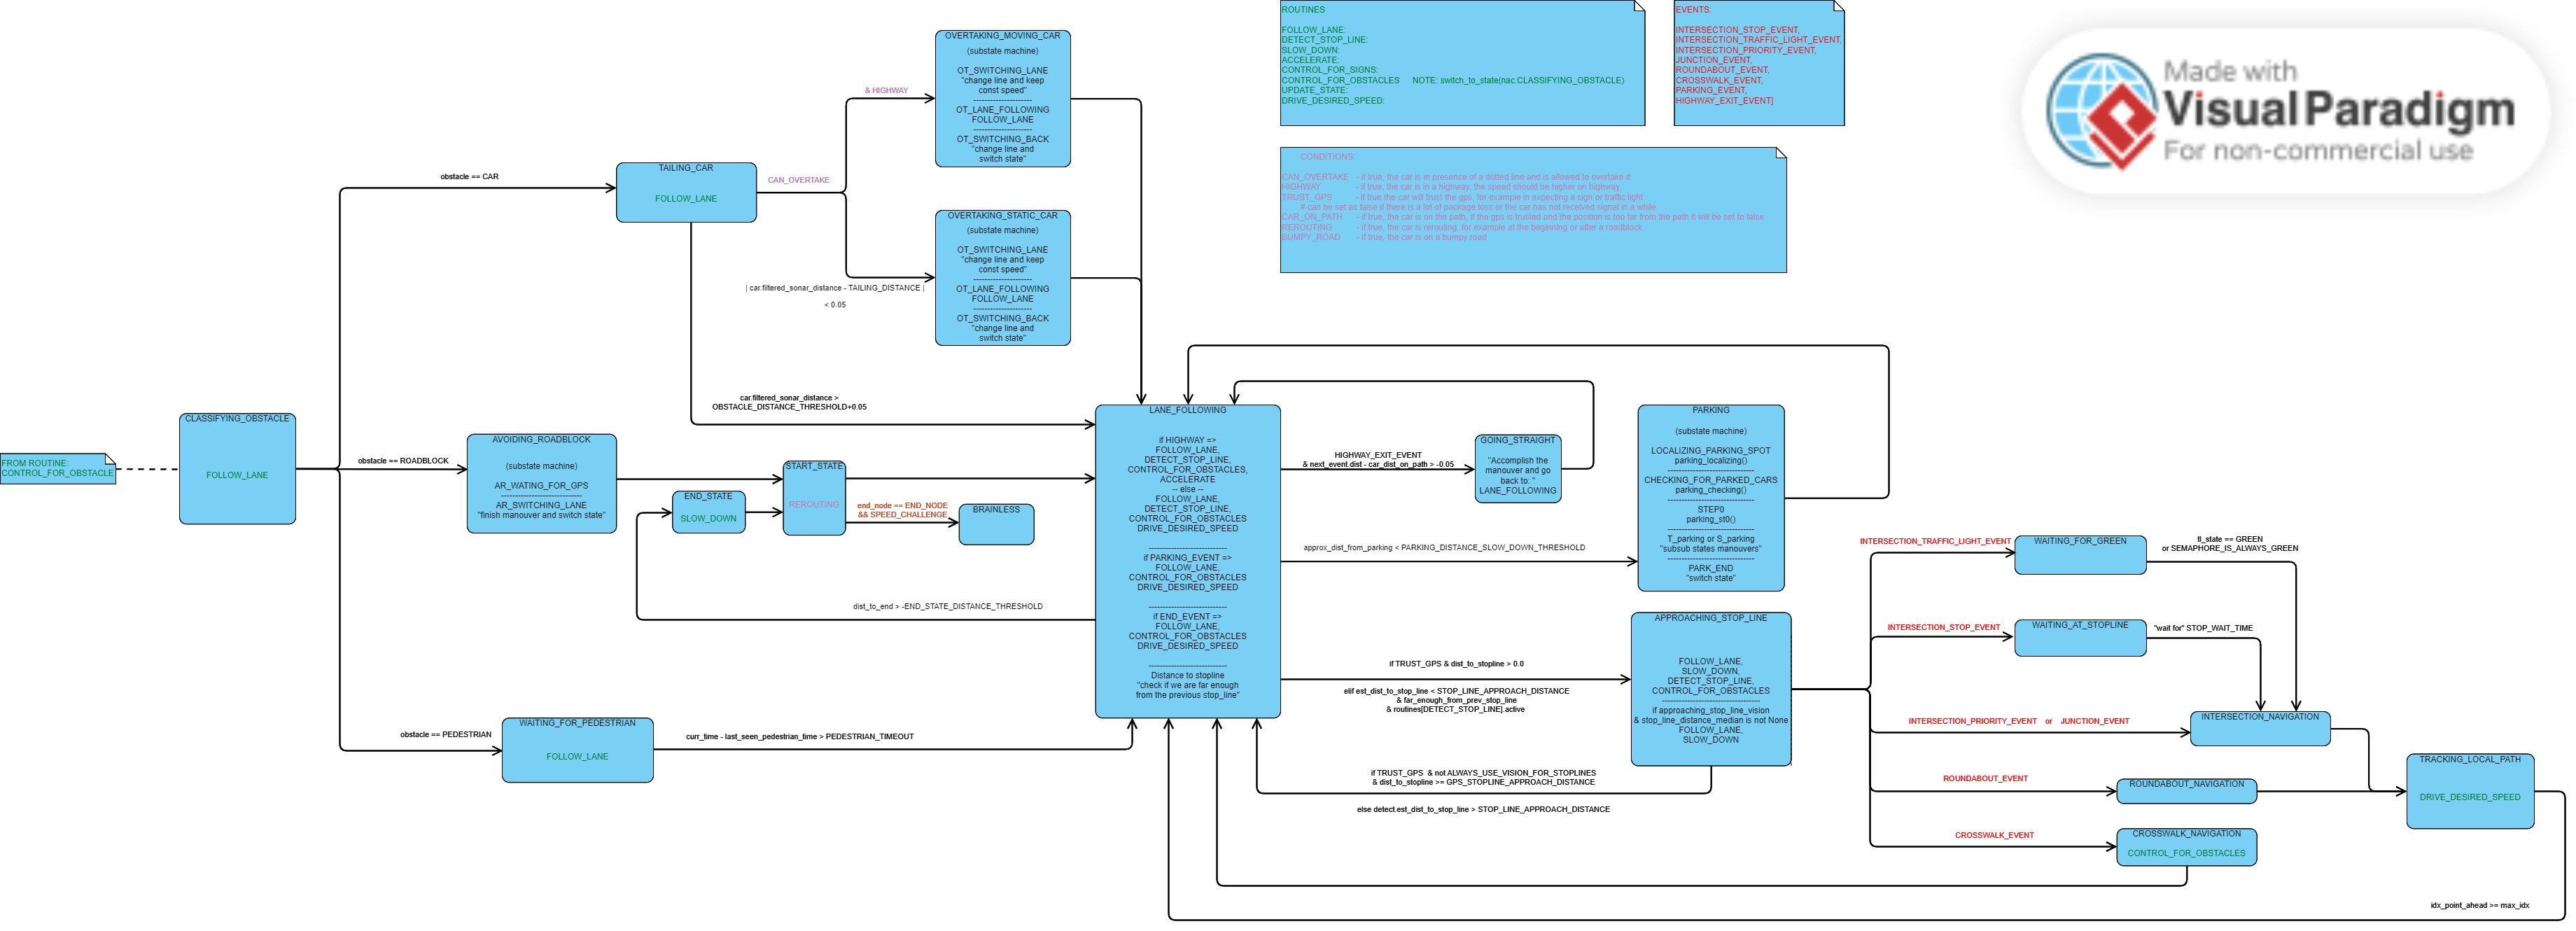 ROUTINES
FOLLOW_LANE:
DETECT_STOP_LINE:
SLOW_DOWN:
ACCELERATE:
CONTROL_FOR_SIGNS:
CONTROL_FOR_OBSTACLES NOTE: switch_to_state(nac.CLASSIFYING_OBSTACLE)
UPDATE_STATE:
DRIVE_DESIRED_SPEED:
EVENTS:
INTERSECTION_STOP_EVENT,
INTERSECTION_TRAFFIC_LIGHT_EVENT,
INTERSECTION_PRIORITY_EVENT,
JUNCTION_EVENT,
ROUNDABOUT_EVENT,
CROSSWALK_EVENT,
PARKING_EVENT,
HIGHWAY_EXIT_EVENT]
Made with
Visual Paradigm
For non-commercial use
CONDITIONS:
CAN_OVERTAKE - if true, the car is in presence of a dotted line and is allowed to overtake it
HIGHWAY - if true, the car is in a highway, the speed should be higher on highway,
TRUST_GPS - if true the car will trust the gps, for example in expecting a sign or traffic light
# can be set as false if there is a lot of package loss or the car has not received signal in a while
CAR_ON_PATH - if true, the car is on the path, if the gps is trusted and the position is too far from the path it will be set to false
REROUTING - if true, the car is rerouting, for example at the beginning or after a roadblock
BUMPY_ROAD - if true, the car is on a bumpy road
FROM ROUTINE:
CONTROL_FOR_OBSTACLE
CLASSIFYING_OBSTACLE
FOLLOW_LANE
obstacle == CAR
obstacle == ROADBLOCK
obstacle == PEDESTRIAN
TAILING_CAR
FOLLOW_LANE
CAN_OVERTAKE
& HIGHWAY
| car.filtered_sonar_distance - TAILING_DISTANCE |
< 0.05
OVERTAKING_MOVING_CAR
(substate machine)
OT_SWITCHING_LANE
"change line and keep
const speed"
---------------------
OT_LANE_FOLLOWING
FOLLOW_LANE
---------------------
OT_SWITCHING_BACK
"change line and
switch state"
OVERTAKING_STATIC_CAR
(substate machine)
OT_SWITCHING_LANE
"change line and keep
const speed"
---------------------
OT_LANE_FOLLOWING
FOLLOW_LANE
---------------------
OT_SWITCHING_BACK
"change line and
switch state"
car.filtered_sonar_distance >
OBSTACLE_DISTANCE_THRESHOLD+0.05
AVOIDING_ROADBLOCK
(substate machine)
AR_WATING_FOR_GPS
----------------------------
AR_SWITCHING_LANE
"finish manouver and switch state"
END_STATE
SLOW_DOWN
START_STATE
REROUTING
end_node == END_NODE
&& SPEED_CHALLENGE
BRAINLESS
dist_to_end > -END_STATE_DISTANCE_THRESHOLD
WAITING_FOR_PEDESTRIAN
FOLLOW_LANE
curr_time - last_seen_pedestrian_time > PEDESTRIAN_TIMEOUT
LANE_FOLLOWING
if HIGHWAY =>
FOLLOW_LANE,
DETECT_STOP_LINE,
CONTROL_FOR_OBSTACLES,
ACCELERATE
-- else --
FOLLOW_LANE,
DETECT_STOP_LINE,
CONTROL_FOR_OBSTACLES
DRIVE_DESIRED_SPEED
----------------------------
if PARKING_EVENT =>
FOLLOW_LANE,
CONTROL_FOR_OBSTACLES
DRIVE_DESIRED_SPEED
----------------------------
if END_EVENT =>
FOLLOW_LANE,
CONTROL_FOR_OBSTACLES
DRIVE_DESIRED_SPEED
----------------------------
Distance to stopline
"check if we are far enough
from the previous stop_line"
HIGHWAY_EXIT_EVENT
& next_event.dist - car_dist_on_path > -0.05
GOING_STRAIGHT
"Accomplish the
manouver and go
back to: "
LANE_FOLLOWING
approx_dist_from_parking < PARKING_DISTANCE_SLOW_DOWN_THRESHOLD
PARKING
(substate machine)
LOCALIZING_PARKING_SPOT
parking_localizing()
-------------------------------
CHECKING_FOR_PARKED_CARS
parking_checking()
-------------------------------
STEP0
parking_st0()
-------------------------------
T_parking or S_parking
"subsub states manouvers"
-------------------------------
PARK_END
"switch state"
if TRUST_GPS & dist_to_stopline > 0.0
elif est_dist_to_stop_line < STOP_LINE_APPROACH_DISTANCE
& far_enough_from_prev_stop_line
& routines[DETECT_STOP_LINE].active
APPROACHING_STOP_LINE
FOLLOW_LANE,
SLOW_DOWN,
DETECT_STOP_LINE,
CONTROL_FOR_OBSTACLES
-----------------------------------
if approaching_stop_line_vision
& stop_line_distance_median is not None
FOLLOW_LANE,
SLOW_DOWN
if TRUST_GPS & not ALWAYS_USE_VISION_FOR_STOPLINES
& dist_to_stopline >= GPS_STOPLINE_APPROACH_DISTANCE
else detect.est_dist_to_stop_line > STOP_LINE_APPROACH_DISTANCE
INTERSECTION_TRAFFIC_LIGHT_EVENT
WAITING_FOR_GREEN
tl_state == GREEN
or SEMAPHORE_IS_ALWAYS_GREEN
INTERSECTION_STOP_EVENT
WAITING_AT_STOPLINE
"wait for" STOP_WAIT_TIME
INTERSECTION_PRIORITY_EVENT or JUNCTION_EVENT
INTERSECTION_NAVIGATION
ROUNDABOUT_EVENT
ROUNDABOUT_NAVIGATION
CROSSWALK_EVENT
CROSSWALK_NAVIGATION
CONTROL_FOR_OBSTACLES
TRACKING_LOCAL_PATH
DRIVE_DESIRED_SPEED
idx_point_ahead >= max_idx